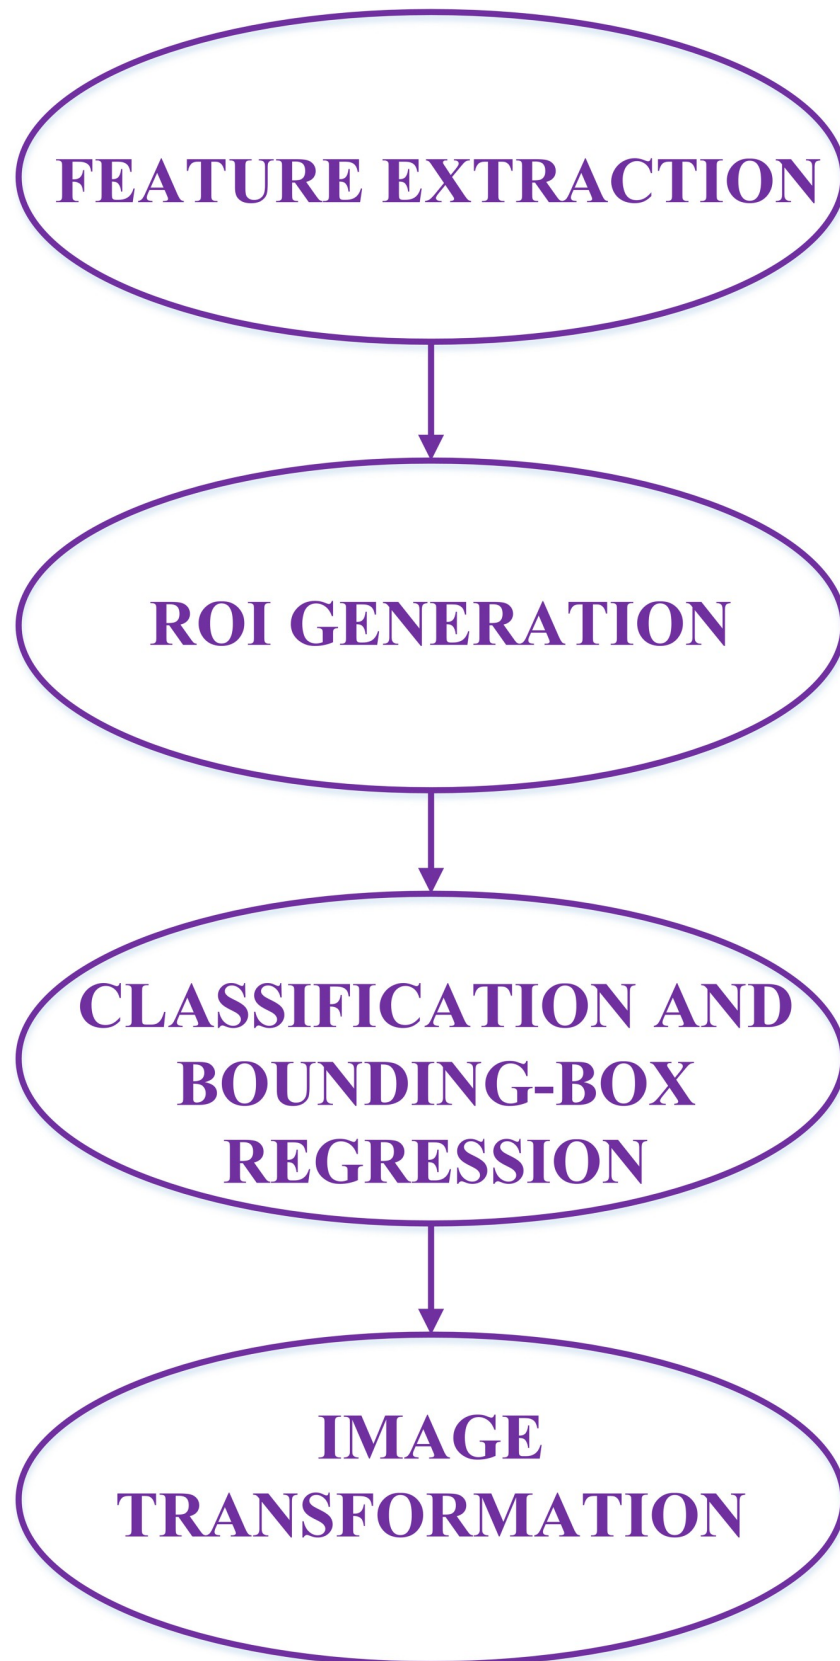 FEATURE EXTRACTION
ROI GENERATION
CLASSIFICATION AND
BOUNDING-BOX
REGRESSION
IMAGE
TRANSFORMATION